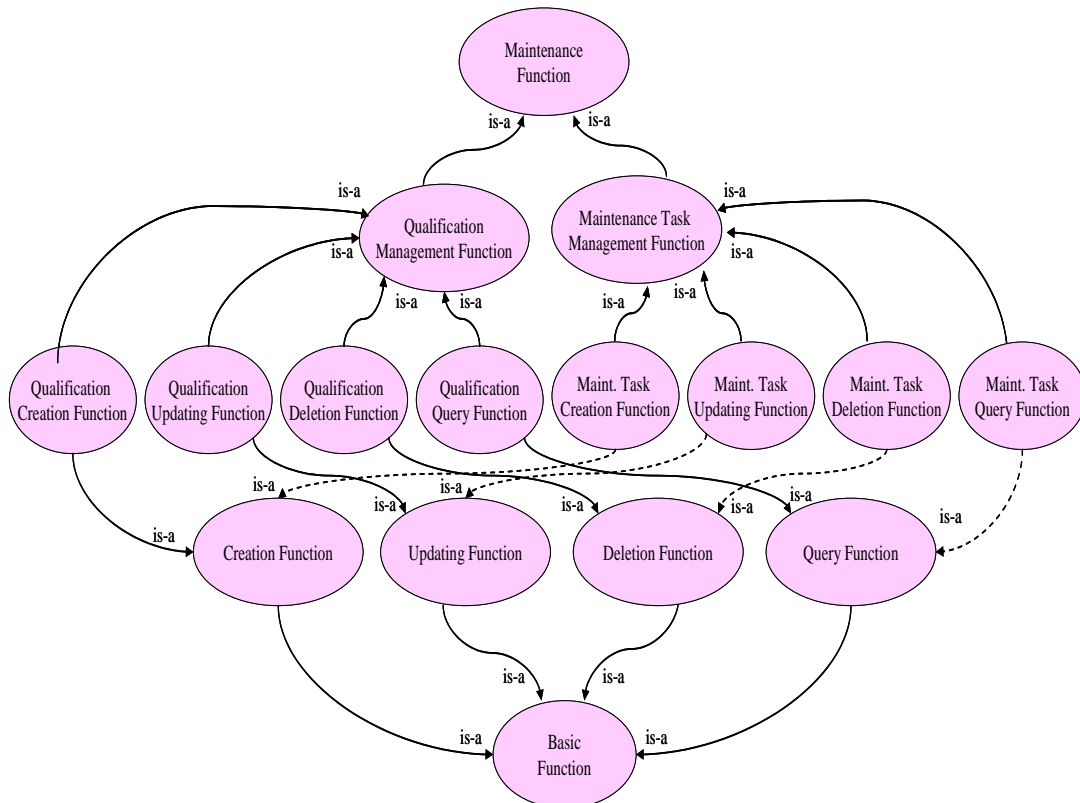 Maintenance
Function
is-a
is-a
is-a
is-a
Qualification
Management Function
Maintenance Task
Management Function
is-a
is-a
is-a
is-a
is-a
is-a
Qualification
Creation Function
Qualification
Updating Function
Qualification
Deletion Function
Qualification
Query Function
Maint. Task
Creation Function
Maint. Task
Updating Function
Maint. Task
Deletion Function
Maint. Task
Query Function
is-a
is-a
is-a
is-a
is-a
is-a
is-a
is-a
Creation Function
Updating Function
Deletion Function
Query Function
is-a
is-a
is-a
is-a
Basic
Function